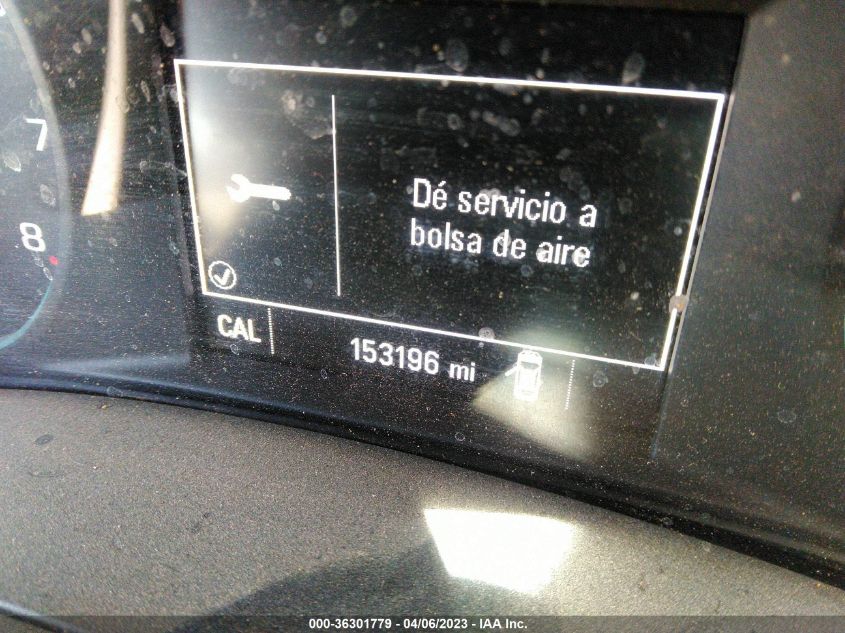 7
8
Dé servicio a
bolsa de aire
CAL
153196 mi
000-36301779 - 04/06/2023 - IAA Inc.